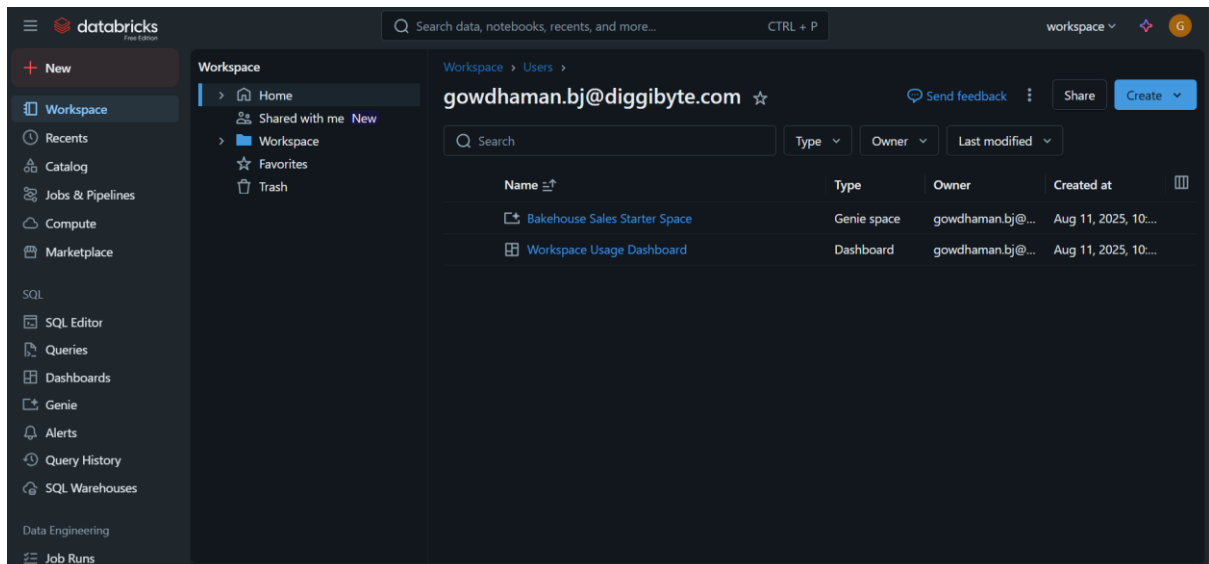 databricks
Free Edition
Search data, notebooks, recents, and more...
CTRL + P
workspace
G
New
Workspace
Recents
Catalog
Jobs & Pipelines
Compute
Marketplace
SQL
SQL Editor
Queries
Dashboards
Genie
Alerts
Query History
SQL Warehouses
Data Engineering
Job Runs
Workspace
Home
Shared with me New
Workspace
Favorites
Trash
Workspace > Users >
gowdhaman.bj@diggibyte.com
Send feedback
Share
Create
Search
Type
Owner
Last modified
Name Type Owner Created at
Bakehouse Sales Starter Space Genie space gowdhaman.bj@... Aug 11, 2025, 10:...
Workspace Usage Dashboard Dashboard gowdhaman.bj@... Aug 11, 2025, 10:...